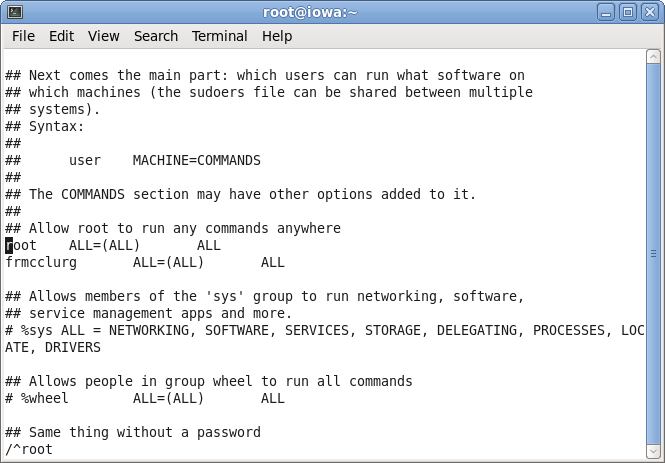 root@iowa:~
File Edit View Search Terminal Help
## Next comes the main part: which users can run what software on
## which machines (the sudoers file can be shared between multiple
## systems).
## Syntax:
##
##      user    MACHINE=COMMANDS
##
## The COMMANDS section may have other options added to it.
##
## Allow root to run any commands anywhere
root    ALL=(ALL)       ALL
frmcclurg       ALL=(ALL)       ALL
## Allows members of the 'sys' group to run networking, software,
## service management apps and more.
# %sys ALL = NETWORKING, SOFTWARE, SERVICES, STORAGE, DELEGATING, PROCESSES, LOC
ATE, DRIVERS
## Allows people in group wheel to run all commands
# %wheel        ALL=(ALL)       ALL
## Same thing without a password
/^root